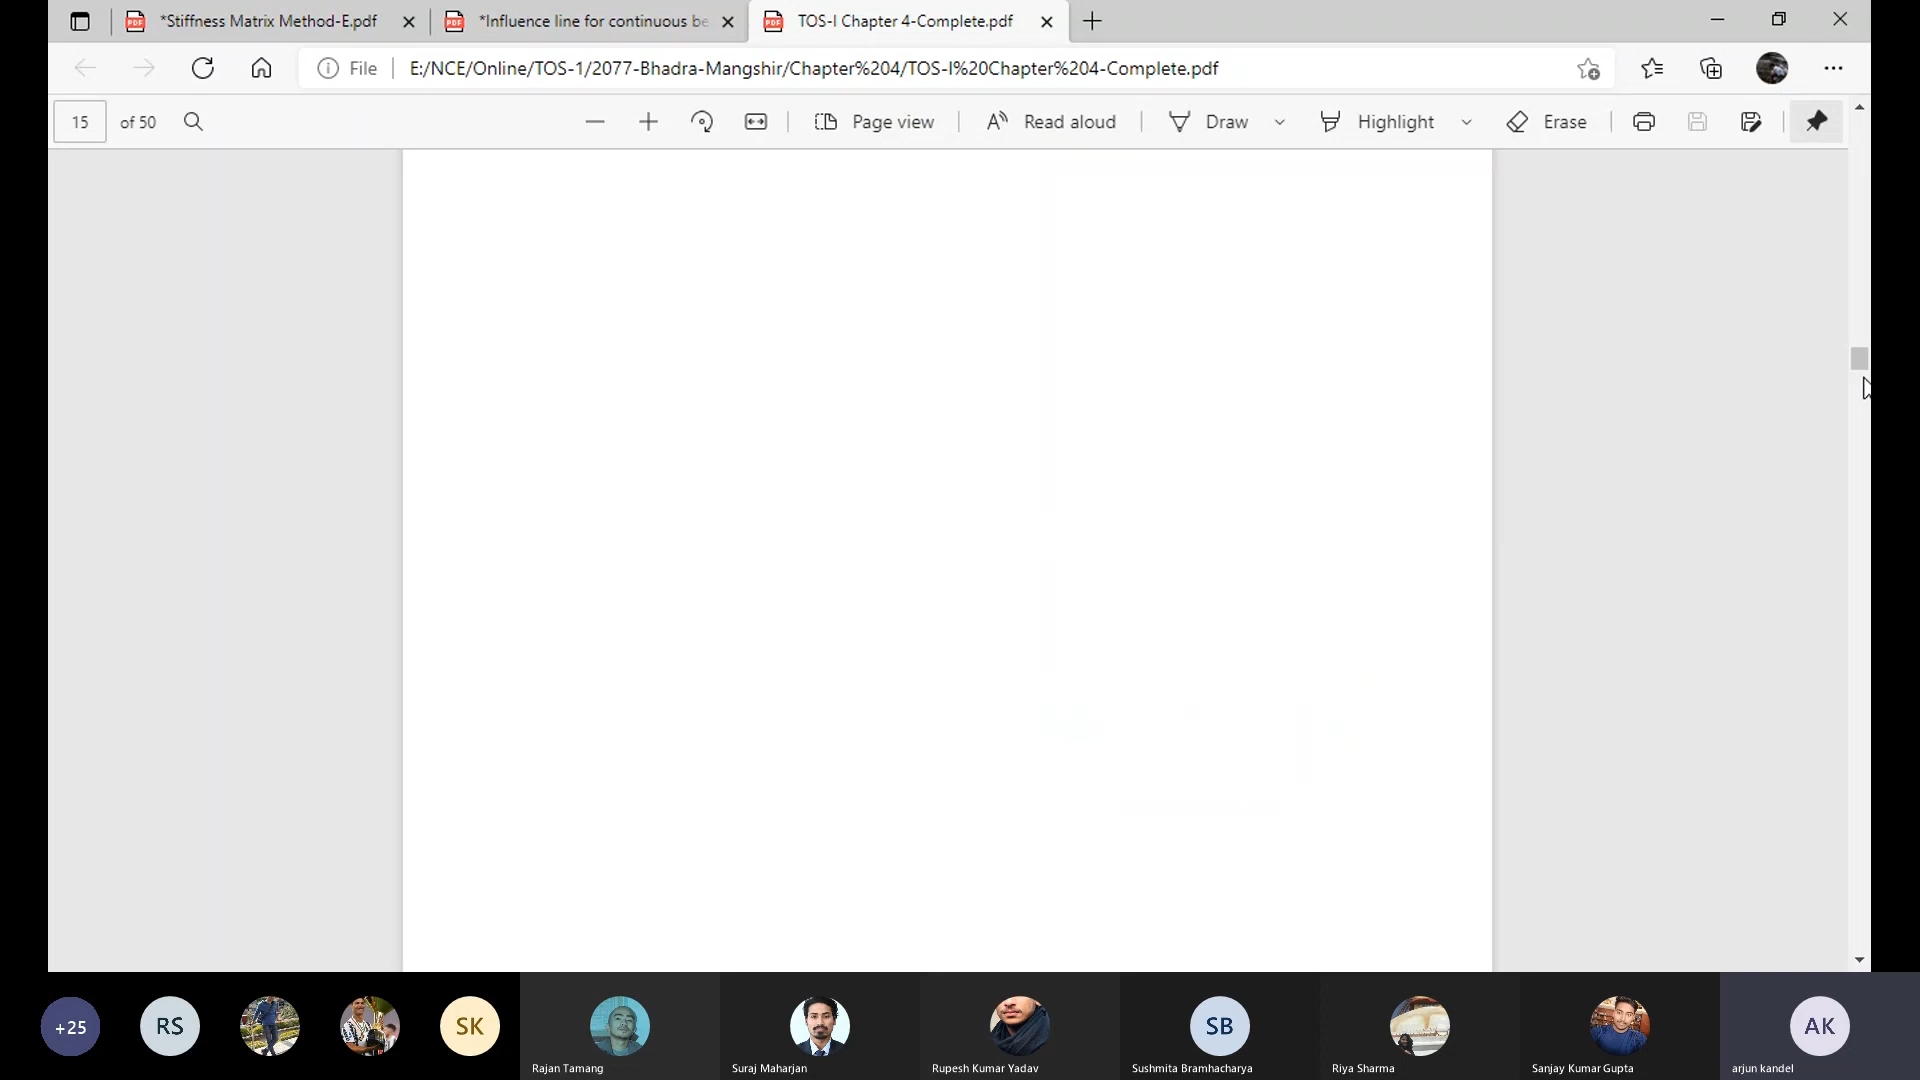 *Stiffness Matrix Method-E.pdf
*Influence line for continuous be
TOS-I Chapter 4-Complete.pdf
File
E:/NCE/Online/TOS-1/2077-Bhadra-Mangshir/Chapter%204/TOS-I%20Chapter%204-Complete.pdf
15 of 50
Page view
Read aloud
Draw
Highlight
Erase
+25
RS
SK
SB
AK
Rajan Tamang
Suraj Maharjan
Rupesh Kumar Yadav
Sushmita Bramhacharya
Riya Sharma
Sanjay Kumar Gupta
arjun kandel